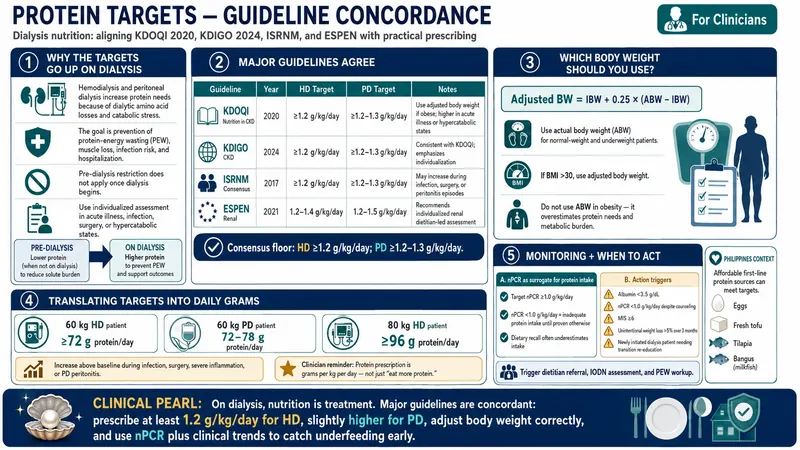 PROTEIN TARGETS — GUIDELINE CONCORDANCE
Dialysis nutrition: aligning KDOQI 2020, KDIGO 2024, ISRNM, and ESPEN with practical prescribing
For Clinicians
1 WHY THE TARGETS
GO UP ON DIALYSIS
Hemodialysis and peritoneal
dialysis increase protein needs
because of dialytic amino acid
losses and catabolic stress.
The goal is prevention of
protein-energy wasting (PEW),
muscle loss, infection risk, and
hospitalization.
Pre-dialysis restriction does
not apply once dialysis
begins.
Use individualized assessment
in acute illness, infection,
surgery, or hypercatabolic
states.
PRE-DIALYSIS
Lower protein
(when not on dialysis)
to reduce solute burden
ON DIALYSIS
Higher protein
to prevent PEW
and support outcomes
2 MAJOR GUIDELINES AGREE
Guideline Year HD Target PD Target Notes
KDOQI
Nutrition in CKD
2020 ≥1.2 g/kg/day ≥1.2–1.3 g/kg/day
Use adjusted body weight
if obese; higher in acute
illness or hypercatabolic
states
KDIGO
CKD
2024 ≥1.2 g/kg/day ≥1.2–1.3 g/kg/day
Consistent with KDOQI;
emphasizes
individualization
ISRNM
Consensus
2017 ≥1.2 g/kg/day ≥1.2–1.3 g/kg/day
May increase during
infection, surgery, or
peritonitis episodes
ESPEN
Renal
2021 1.2–1.4 g/kg/day 1.2–1.5 g/kg/day
Recommends
individualized renal
dietitian-led assessment
Consensus floor: HD ≥1.2 g/kg/day; PD ≥1.2–1.3 g/kg/day.
3 WHICH BODY WEIGHT
SHOULD YOU USE?
Adjusted BW = IBW + 0.25 × (ABW – IBW)
Use actual body weight (ABW)
for normal-weight and underweight patients.
BMI
If BMI >30, use adjusted body weight.
Do not use ABW in obesity — it
overestimates protein needs and
metabolic burden.
4 TRANSLATING TARGETS INTO DAILY GRAMS
60 kg HD patient
≥72 g protein/day
60 kg PD patient
72–78 g
protein/day
80 kg HD patient
≥96 g protein/day
Increase above baseline during infection, surgery, severe inflammation,
or PD peritonitis.
Clinician reminder: Protein prescription is
grams per kg per day — not just "eat more protein."
5 MONITORING + WHEN TO ACT
A. nPCR as surrogate for protein intake
Target nPCR ≥1.0 g/kg/day
nPCR <1.0 g/kg/day = inadequate
protein intake until proven otherwise
Dietary recall often underestimates
intake
B. Action triggers
Albumin <3.5 g/dL
nPCR <1.0 g/kg/day despite counseling
MIS ≥6
Unintentional weight loss >5% over 3 months
Newly initiated dialysis patient needing
transition re-education
Trigger dietitian referral, IODN assessment, and PEW workup.
PHILIPPINES CONTEXT
Affordable first-line
protein sources can
meet targets.
Eggs
Fresh tofu
Tilapia
Bangus
(milkfish)
CLINICAL PEARL: On dialysis, nutrition is treatment. Major guidelines are concordant:
prescribe at least 1.2 g/kg/day for HD, slightly higher for PD, adjust body weight correctly,
and use nPCR plus clinical trends to catch underfeeding early.